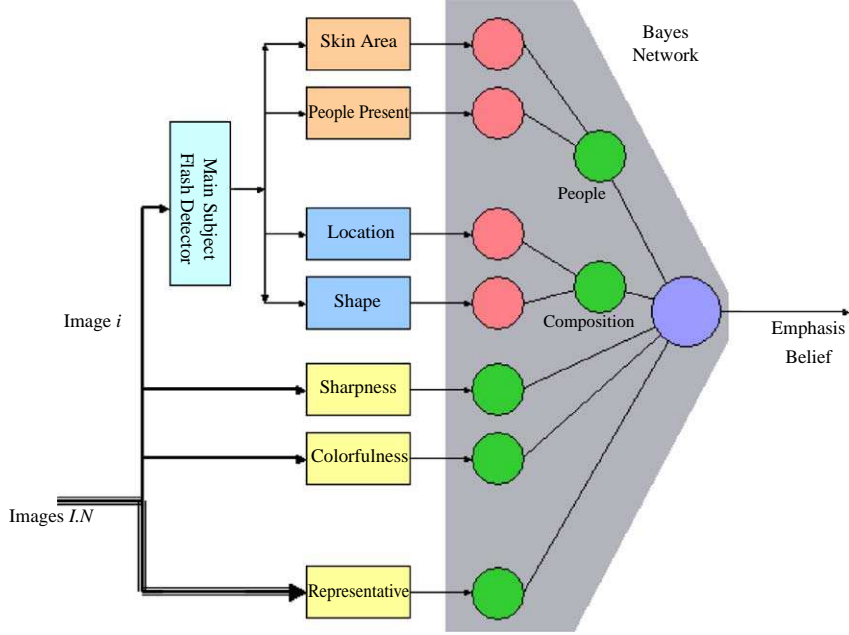 Skin Area
Bayes
Network
People Present
Main Subject
Flash Detector
People
Location
Shape
Image i
Composition
Emphasis
Belief
Sharpness
Colorfulness
Images I.N
Representative